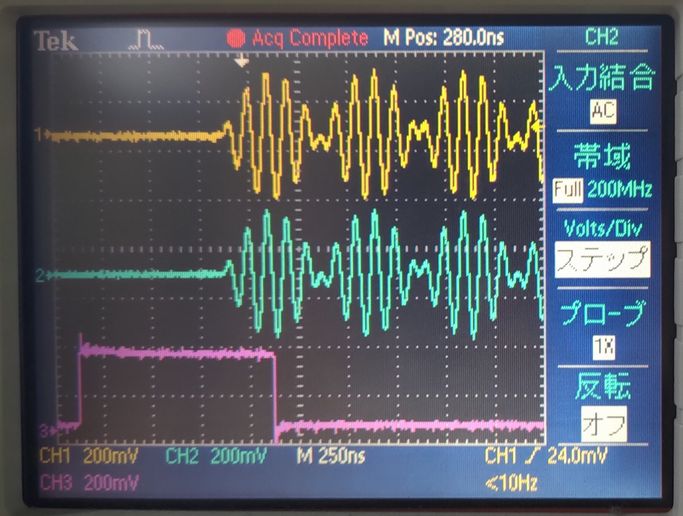 Tek Acq Complete M Pos: 280.0ns CH2
入力結合
AC
帯域
Full 200MHz
Volts/Div
ステップ
プローブ
1X
反転
オフ
1
2
3
CH1 200mV CH2 200mV M 250ns CH1 24.0mV
CH3 200mV <10Hz